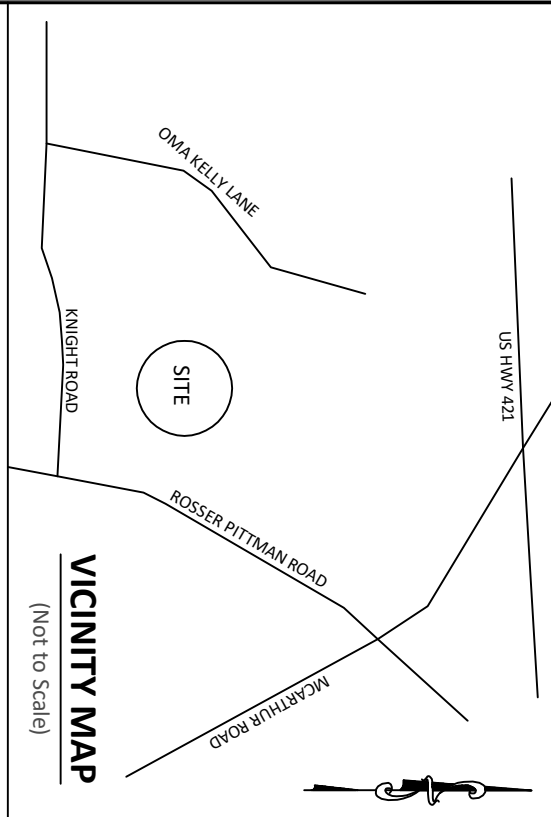 OMA KELLY LANE
US HWY 421
KNIGHT ROAD
SITE
ROSSER PITTMAN ROAD
MCARTHUR ROAD
VICINITY MAP
(Not to Scale)